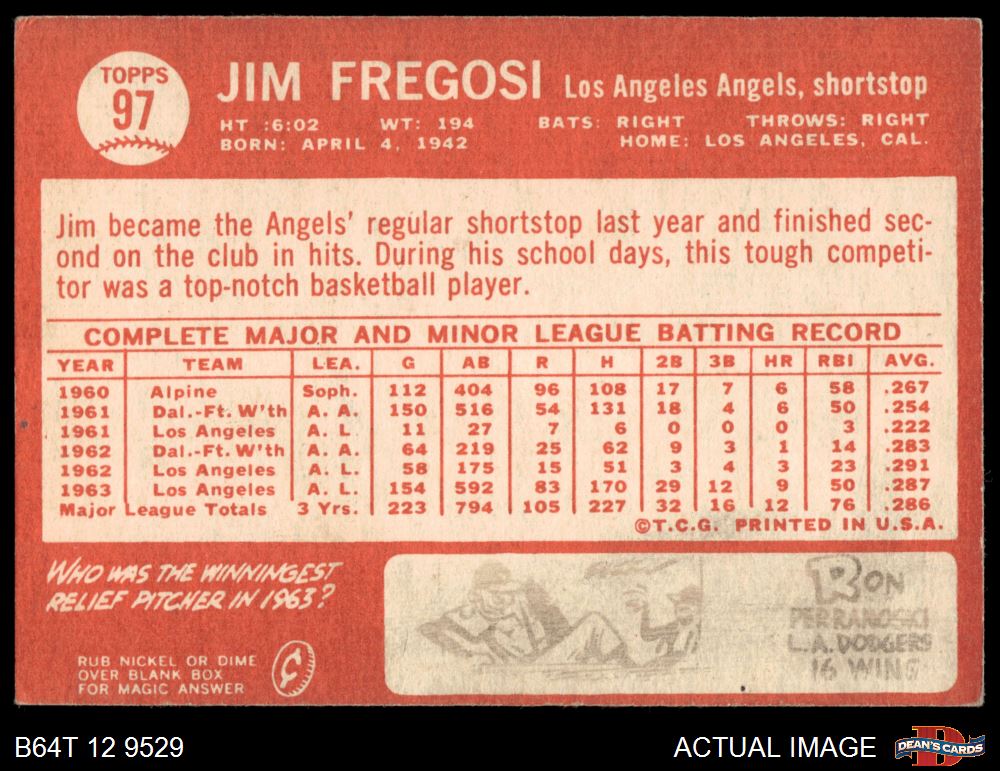 TOPPS
97
JIM FREGOSI Los Angeles Angels, shortstop
HT :6:02 WT: 194 BATS: RIGHT THROWS: RIGHT
BORN: APRIL 4, 1942 HOME: LOS ANGELES, CAL.
Jim became the Angels' regular shortstop last year and finished sec-
ond on the club in hits. During his school days, this tough competi-
tor was a top-notch basketball player.
COMPLETE MAJOR AND MINOR LEAGUE BATTING RECORD
YEAR TEAM LEA. G AB R H 2B 3B HR RBI AVG.
1960 Alpine Soph. 112 404 96 108 17 7 6 58 .267
1961 Dal.-Ft. W'th A. A. 150 516 54 131 18 4 6 50 .254
1961 Los Angeles A. L. 11 27 7 6 0 0 0 3 .222
1962 Dal.-Ft. W'th A. A. 64 219 25 62 9 3 1 14 .283
1962 Los Angeles A. L. 58 175 15 51 3 4 3 23 .291
1963 Los Angeles A. L. 154 592 83 170 29 12 9 50 .287
Major League Totals 3 Yrs. 223 794 105 227 32 16 12 76 .286
©T.C.G. PRINTED IN U.S.A.
WHO WAS THE WINNINGEST
RELIEF PITCHER IN 1963?
RUB NICKEL OR DIME
OVER BLANK BOX
FOR MAGIC ANSWER
RON
PERRANOSKI
L.A. DODGERS
16 WINS
B64T 12 9529
ACTUAL IMAGE
DEAN'S CARDS